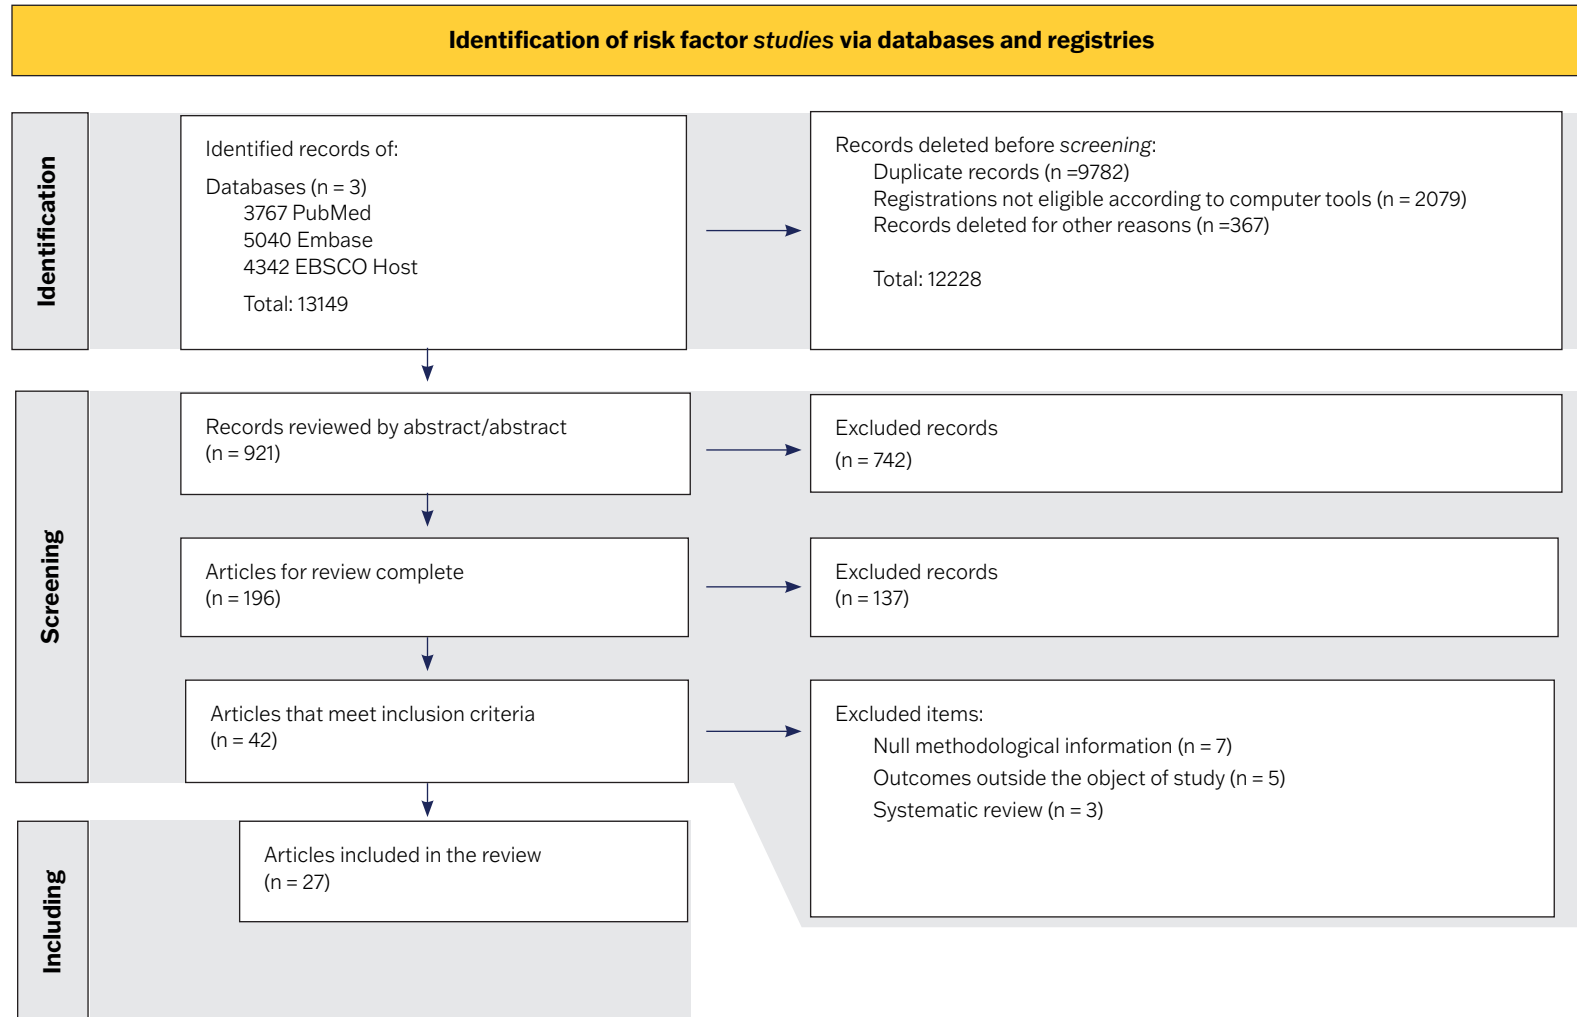 Identification of risk factor studies via databases and registries
Identification
Identified records of:
Databases (n = 3)
3767 PubMed
5040 Embase
4342 EBSCO Host
Total: 13149
Records deleted before screening:
Duplicate records (n =9782)
Registrations not eligible according to computer tools (n = 2079)
Records deleted for other reasons (n =367)
Total: 12228
Screening
Records reviewed by abstract/abstract
(n = 921)
Excluded records
(n = 742)
Articles for review complete
(n = 196)
Excluded records
(n = 137)
Articles that meet inclusion criteria
(n = 42)
Excluded items:
Null methodological information (n = 7)
Outcomes outside the object of study (n = 5)
Systematic review (n = 3)
Including
Articles included in the review
(n = 27)